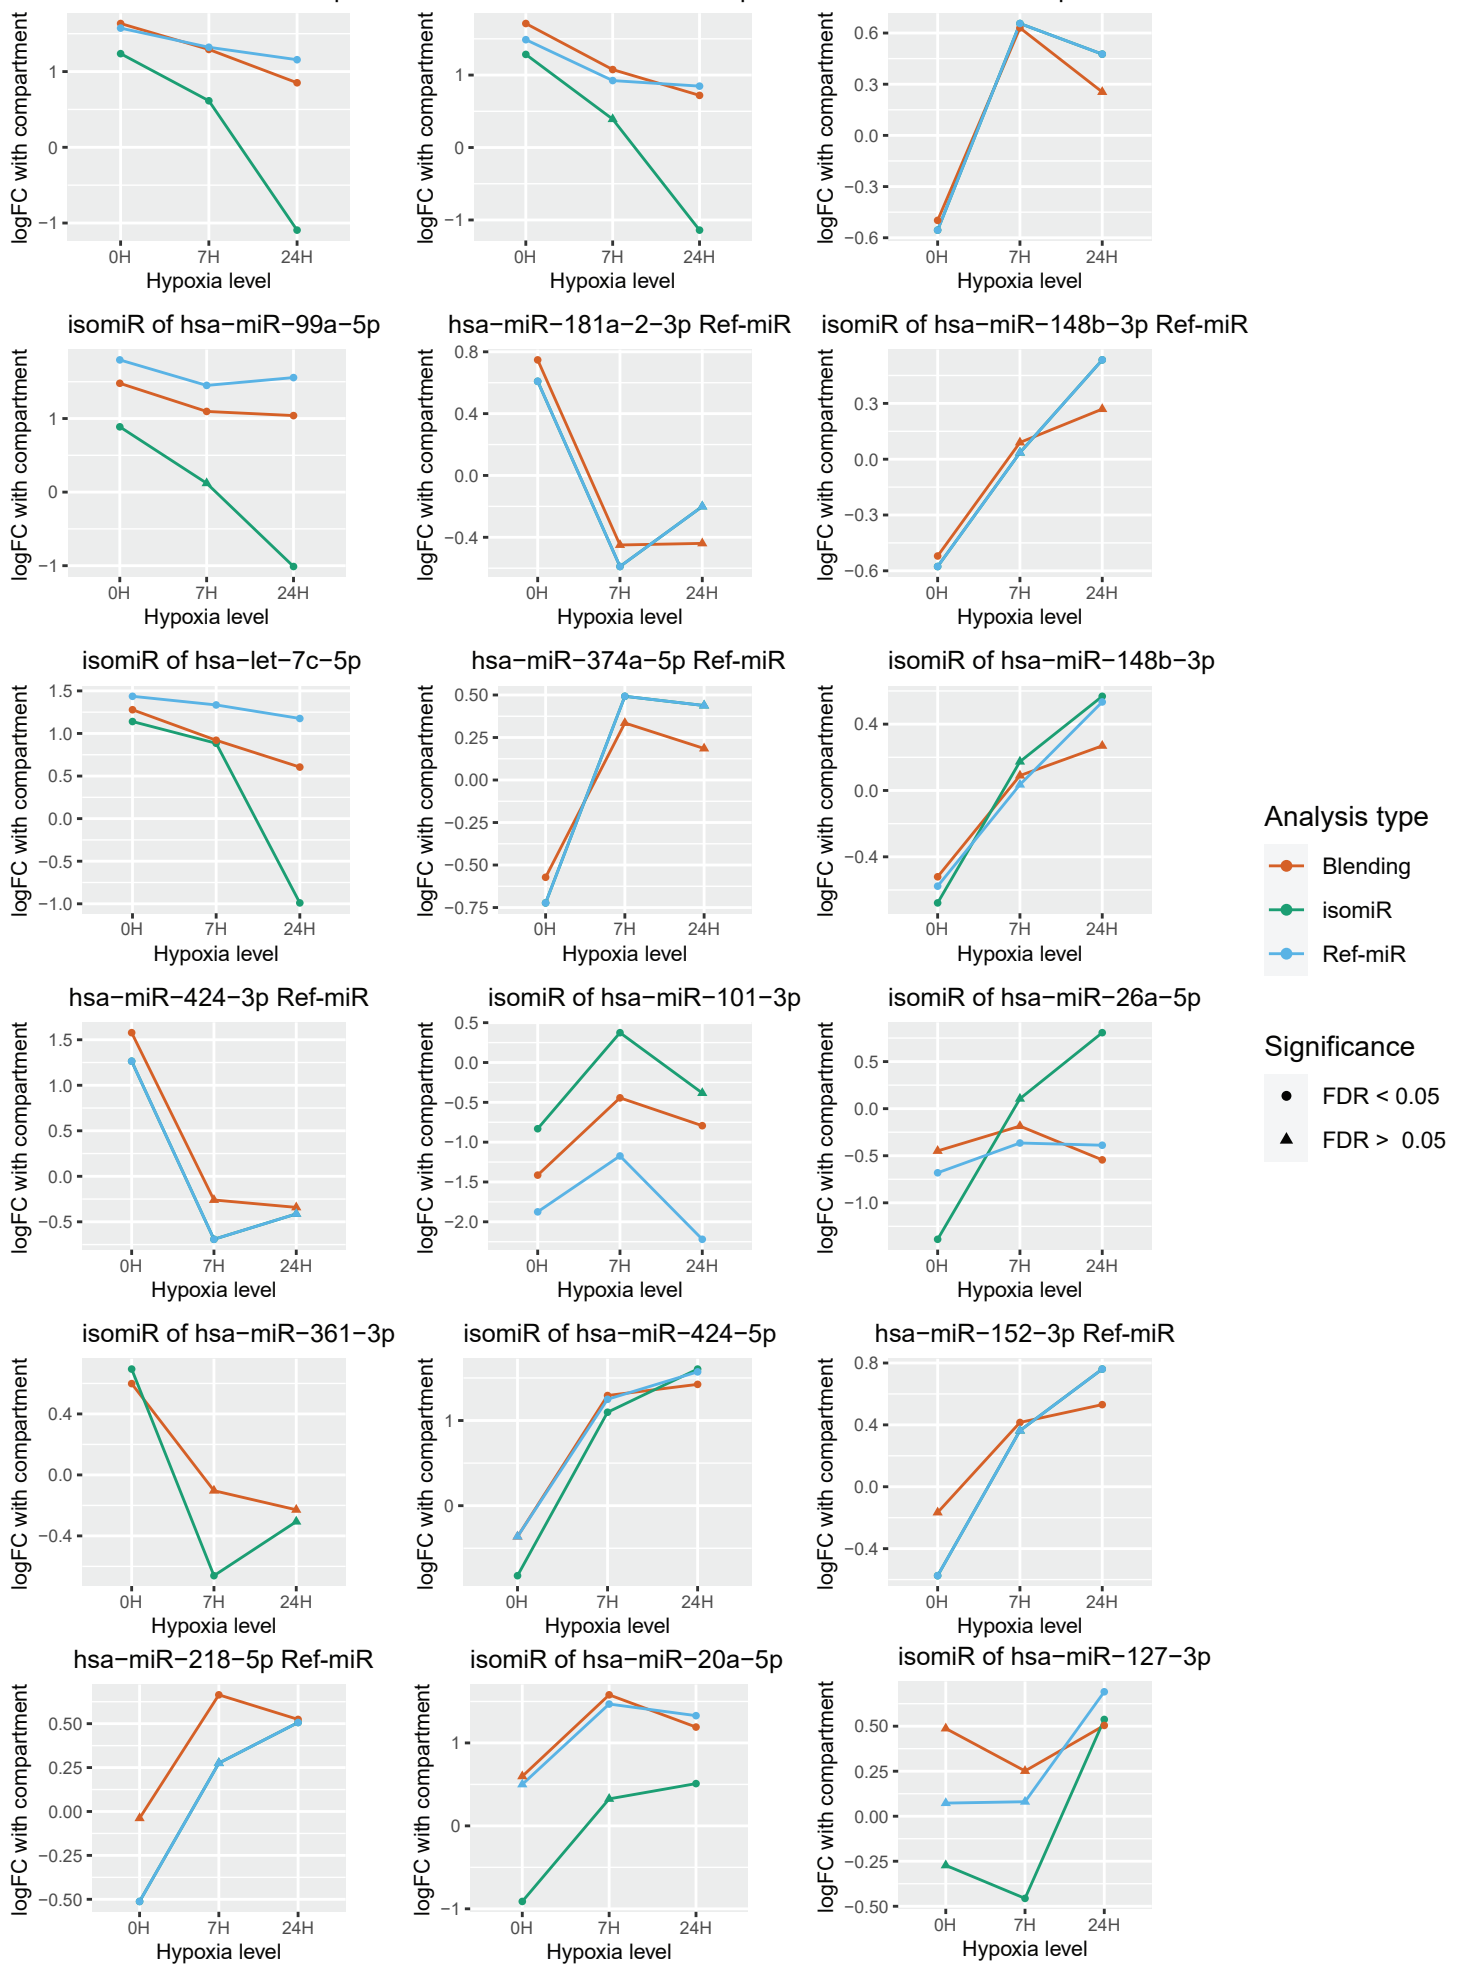 logFC with compartment
1
0
−1
0H 7H 24H
Hypoxia level
logFC with compartment
1
0
−1
0H 7H 24H
Hypoxia level
logFC with compartment
0.6
0.3
0.0
−0.3
−0.6
0H 7H 24H
Hypoxia level
isomiR of hsa−miR−99a−5p
logFC with compartment
1
0
−1
0H 7H 24H
Hypoxia level
hsa−miR−181a−2−3p Ref-miR
logFC with compartment
0.8
0.4
0.0
−0.4
0H 7H 24H
Hypoxia level
isomiR of hsa−miR−148b−3p Ref-miR
logFC with compartment
0.3
0.0
−0.3
−0.6
0H 7H 24H
Hypoxia level
isomiR of hsa−let−7c−5p
logFC with compartment
1.5
1.0
0.5
0.0
−0.5
−1.0
0H 7H 24H
Hypoxia level
hsa−miR−374a−5p Ref-miR
logFC with compartment
0.50
0.25
0.00
−0.25
−0.50
−0.75
0H 7H 24H
Hypoxia level
isomiR of hsa−miR−148b−3p
logFC with compartment
0.4
0.0
−0.4
0H 7H 24H
Hypoxia level
Analysis type
Blending
isomiR
Ref-miR
Significance
FDR < 0.05
FDR > 0.05
hsa−miR−424−3p Ref-miR
logFC with compartment
1.5
1.0
0.5
0.0
−0.5
0H 7H 24H
Hypoxia level
isomiR of hsa−miR−101−3p
logFC with compartment
0.5
0.0
−0.5
−1.0
−1.5
−2.0
0H 7H 24H
Hypoxia level
isomiR of hsa−miR−26a−5p
logFC with compartment
0.5
0.0
−0.5
−1.0
0H 7H 24H
Hypoxia level
isomiR of hsa−miR−361−3p
logFC with compartment
0.4
0.0
−0.4
0H 7H 24H
Hypoxia level
isomiR of hsa−miR−424−5p
logFC with compartment
1
0
0H 7H 24H
Hypoxia level
hsa−miR−152−3p Ref-miR
logFC with compartment
0.8
0.4
0.0
−0.4
0H 7H 24H
Hypoxia level
hsa−miR−218−5p Ref-miR
logFC with compartment
0.50
0.25
0.00
−0.25
−0.50
0H 7H 24H
Hypoxia level
isomiR of hsa−miR−20a−5p
logFC with compartment
1
0
−1
0H 7H 24H
Hypoxia level
isomiR of hsa−miR−127−3p
logFC with compartment
0.50
0.25
0.00
−0.25
−0.50
0H 7H 24H
Hypoxia level